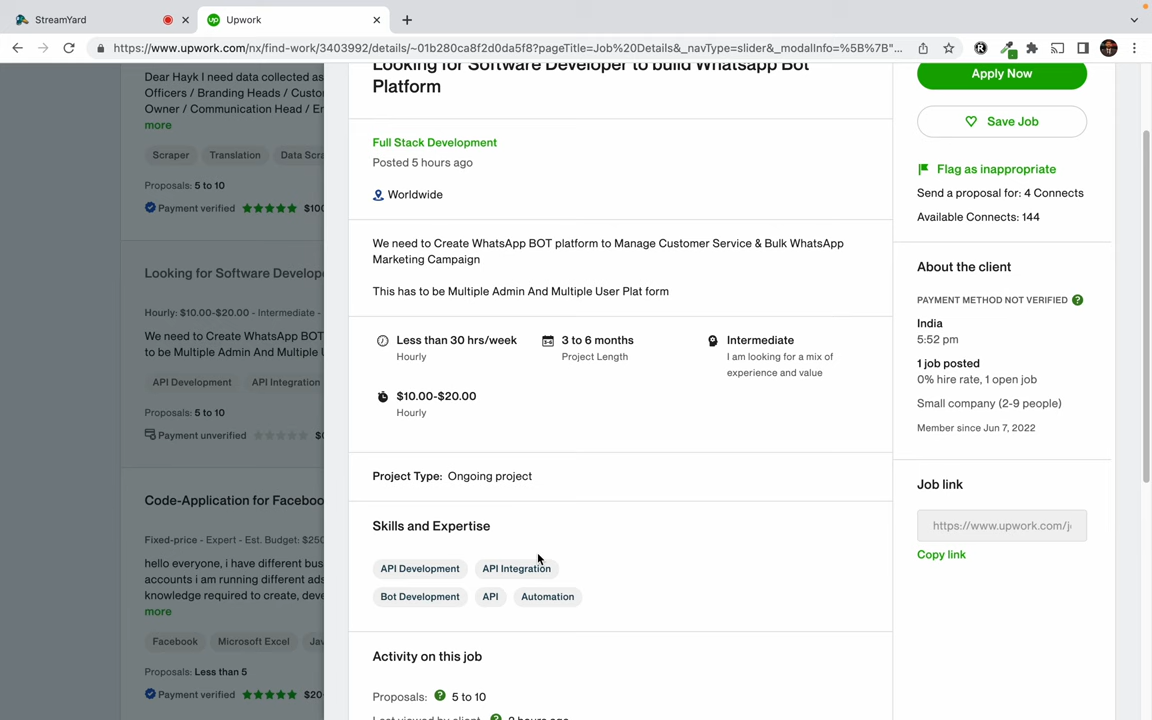 StreamYard
Upwork
https://www.upwork.com/nx/find-work/3403992/details/~01b280ca8f2d0da5f8?pageTitle=Job%20Details&_navType=slider&_modalInfo=%5B%7B"...
Dear Hayk I need data collected as
Officers / Branding Heads / Custo
Owner / Communication Head / E
more
Scraper
Translation
Data Scra
Proposals: 5 to 10
Payment verified
$100
Looking for Software Develope
Hourly: $10.00-$20.00 - Intermediate -
We need to Create WhatsApp BOT
to be Multiple Admin And Multiple U
API Development
API Integration
Proposals: 5 to 10
Payment unverified
Code-Application for Faceboo
Fixed-price - Expert - Est. Budget: $250
hello everyone, i have different bus
accounts i am running different ads
knowledge required to create, deve
more
Facebook
Microsoft Excel
Jav
Proposals: Less than 5
Payment verified
$20
Looking for Software Developer to build Whatsapp Bot
Platform
Full Stack Development
Posted 5 hours ago
Worldwide
We need to Create WhatsApp BOT platform to Manage Customer Service & Bulk WhatsApp
Marketing Campaign
This has to be Multiple Admin And Multiple User Plat form
Less than 30 hrs/week
Hourly
3 to 6 months
Project Length
Intermediate
I am looking for a mix of
experience and value
$10.00-$20.00
Hourly
Project Type: Ongoing project
Skills and Expertise
API Development
API Integration
Bot Development
API
Automation
Activity on this job
Proposals: 5 to 10
Last viewed by client 2 hours ago
Apply Now
Save Job
Flag as inappropriate
Send a proposal for: 4 Connects
Available Connects: 144
About the client
PAYMENT METHOD NOT VERIFIED
India
5:52 pm
1 job posted
0% hire rate, 1 open job
Small company (2-9 people)
Member since Jun 7, 2022
Job link
https://www.upwork.com/j
Copy link